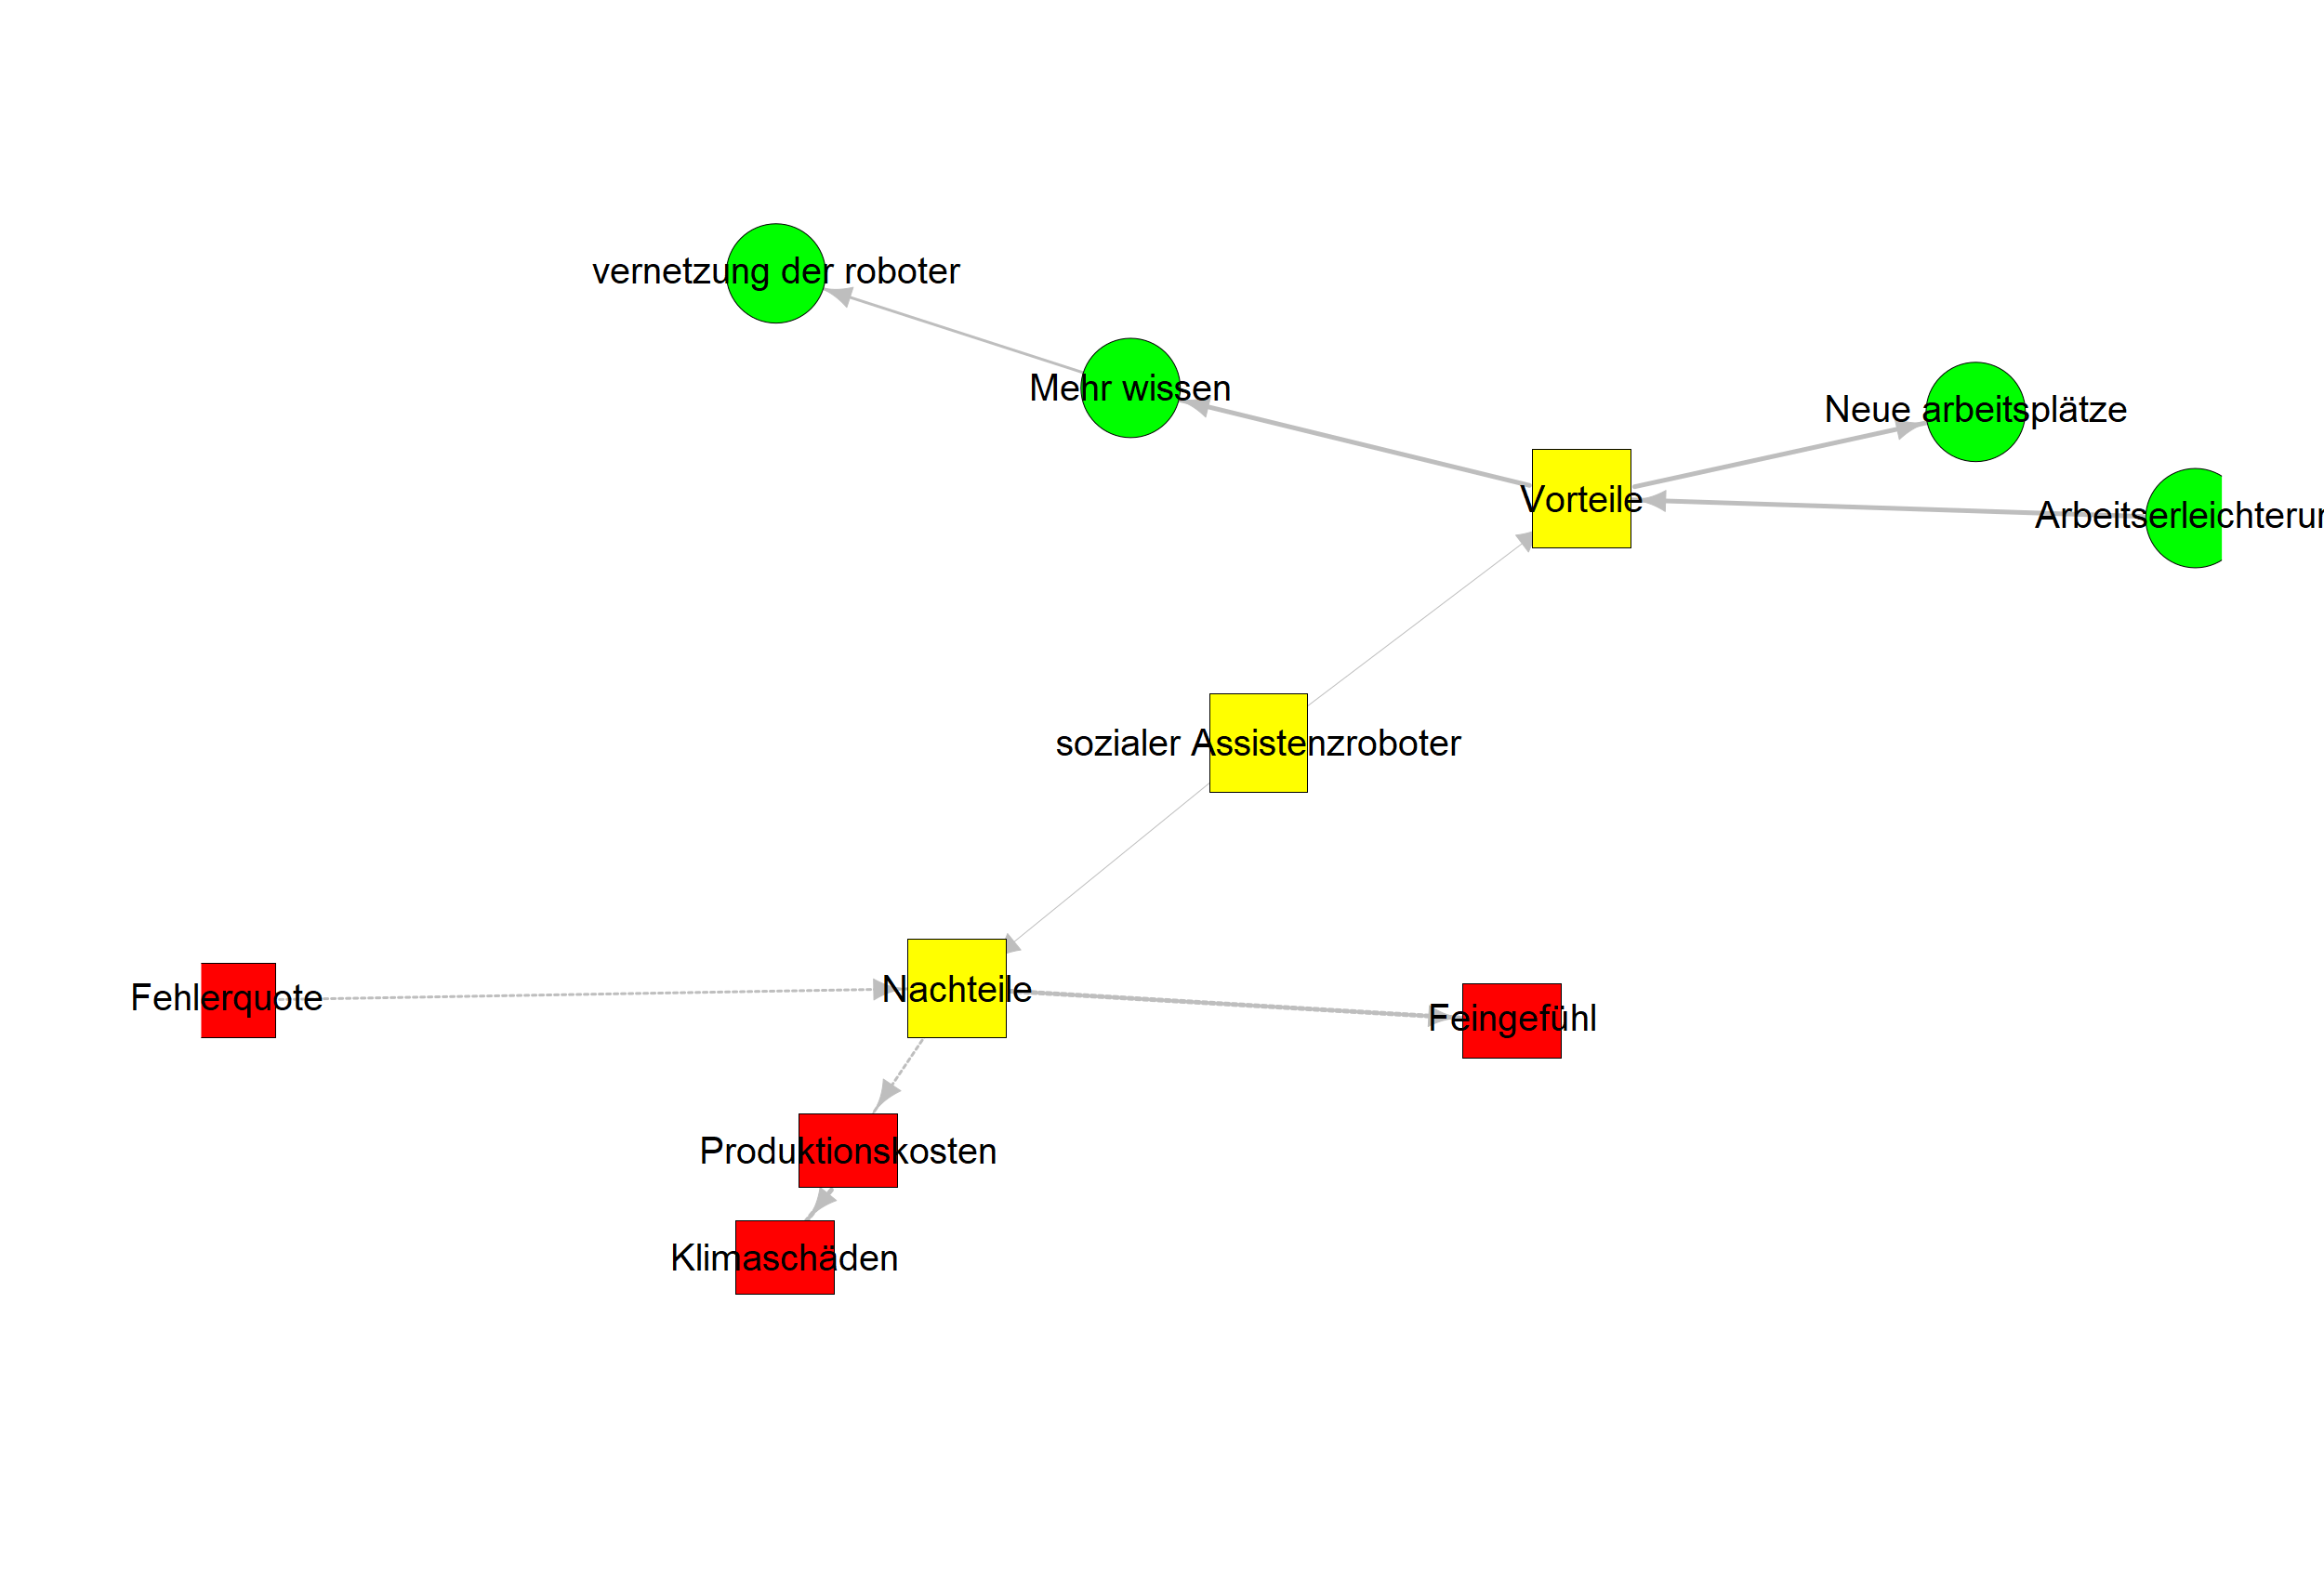 vernetzung der roboter
Mehr wissen
Neue arbeitsplätze
Vorteile
Arbeitserleichterun
sozialer Assistenzroboter
Nachteile
Fehlerquote
Feingefühl
Produktionskosten
Klimaschäden